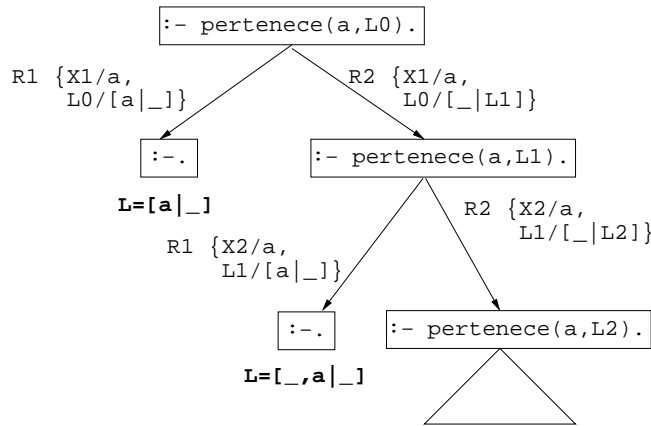 :- pertenece(a,L0).
R1 {X1/a,
L0/[a|_]}
R2 {X1/a,
L0/[_|L1]}
:-.
:- pertenece(a,L1).
L=[a|_]
R1 {X2/a,
L1/[a|_]}
R2 {X2/a,
L1/[_|L2]}
:-.
:- pertenece(a,L2).
L=[_,a|_]